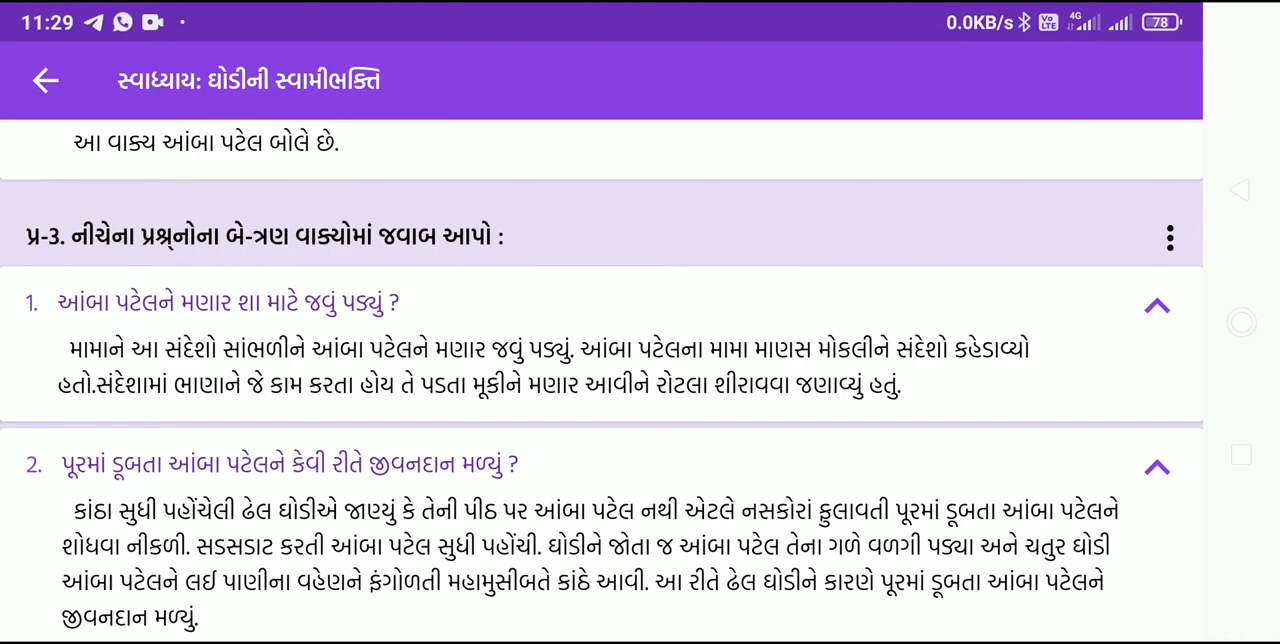 11:29
0.0KB/s Vo LTE 4G 78
સ્વાધ્યાય: ઘોડીની સ્વામીભક્તિ
આ વાક્ય આંબા પટેલ બોલે છે.
પ્ર-3. નીચેના પ્રશ્નોના બે-ત્રણ વાક્યોમાં જવાબ આપો :
1. આંબા પટેલને મણાર શા માટે જવું પડ્યું ?
મામાને આ સંદેશો સાંભળીને આંબા પટેલને મણાર જવું પડ્યું. આંબા પટેલના મામા માણસ મોકલીને સંદેશો કહેડાવ્યો
હતો.સંદેશામાં ભાણાને જે કામ કરતા હોય તે પડતા મૂકીને મણાર આવીને રોટલા શીરાવવા જણાવ્યું હતું.
2. પૂરમાં ડૂબતા આંબા પટેલને કેવી રીતે જીવનદાન મળ્યું ?
કાંઠા સુધી પહોંચેલી ઢેલ ઘોડીએ જાણ્યું કે તેની પીઠ પર આંબા પટેલ નથી એટલે નસકોરાં ફુલાવતી પૂરમાં ડૂબતા આંબા પટેલને
શોધવા નીકળી. સડસડાટ કરતી આંબા પટેલ સુધી પહોંચી. ઘોડીને જોતા જ આંબા પટેલ તેના ગળે વળગી પડ્યા અને ચતુર ઘોડી
આંબા પટેલને લઈ પાણીના વહેણને ફંગોળતી મહામુસીબતે કાંઠે આવી. આ રીતે ઢેલ ઘોડીને કારણે પૂરમાં ડૂબતા આંબા પટેલને
જીવનદાન મળ્યું.